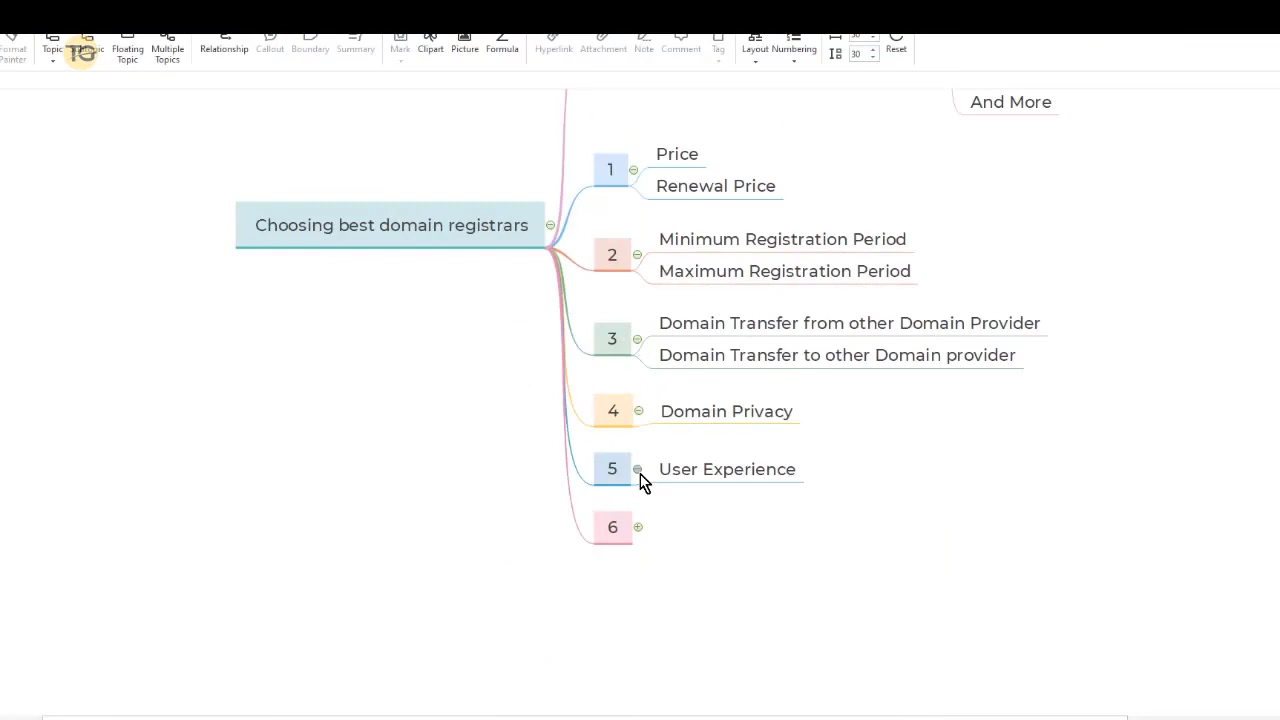 Format
Painter
Topic
Floating
Topic
Multiple
Topics
Relationship
Callout
Boundary
Summary
Mark
Clipart
Picture
Formula
Hyperlink
Attachment
Note
Comment
Tag
Layout
Numbering
30
Reset
TG
And More
Choosing best domain registrars
1
Price
Renewal Price
2
Minimum Registration Period
Maximum Registration Period
3
Domain Transfer from other Domain Provider
Domain Transfer to other Domain provider
4
Domain Privacy
5
User Experience
6